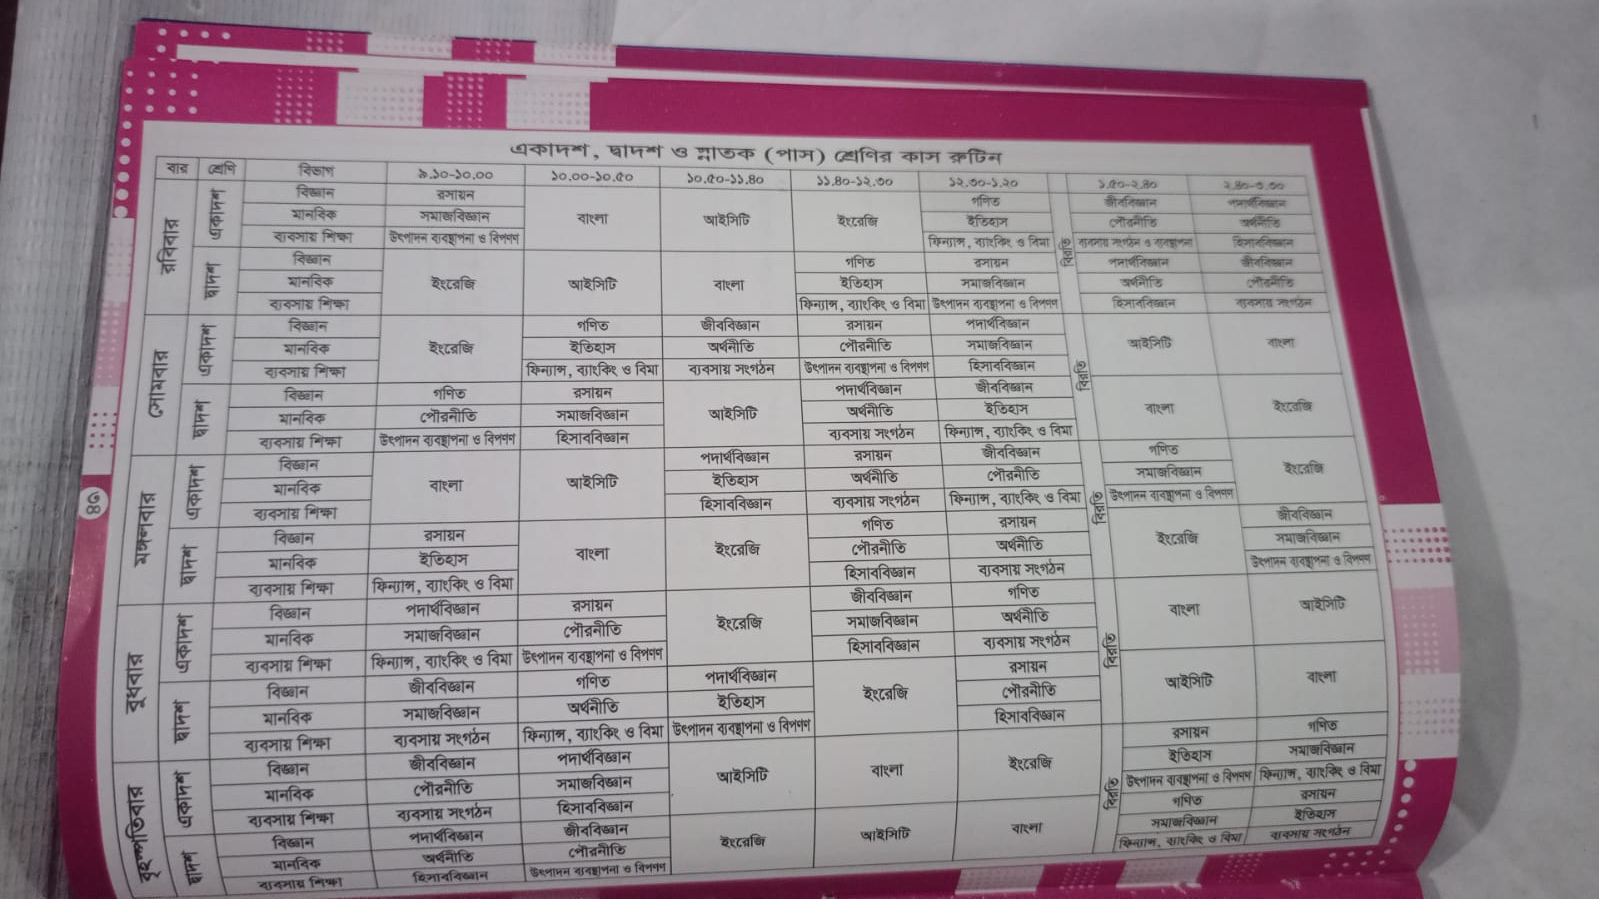 একাদশ, দ্বাদশ ও স্নাতক (পাস) শ্রেণির কাস রুটিন
বার শ্রেণি বিভাগ ৯.১০-১০.০০ ১০.০০-১০.৫০ ১০.৫০-১১.৪০ ১১.৪০-১২.৩০ ১২.৩০-১.২০ ১.৫০-২.৪০ ২.৪০-৩.৩০
রবিবার একাদশ বিজ্ঞান রসায়ন বাংলা আইসিটি ইংরেজি গণিত বিরতি জীববিজ্ঞান পদার্থবিজ্ঞান
মানবিক সমাজবিজ্ঞান ইতিহাস পৌরনীতি অর্থনীতি
ব্যবসায় শিক্ষা উৎপাদন ব্যবস্থাপনা ও বিপণন ফিন্যান্স, ব্যাংকিং ও বিমা ব্যবসায় সংগঠন ও ব্যবস্থাপনা হিসাববিজ্ঞান
দ্বাদশ বিজ্ঞান ইংরেজি আইসিটি বাংলা গণিত রসায়ন পদার্থবিজ্ঞান জীববিজ্ঞান
মানবিক ইতিহাস সমাজবিজ্ঞান অর্থনীতি পৌরনীতি
ব্যবসায় শিক্ষা ফিন্যান্স, ব্যাংকিং ও বিমা উৎপাদন ব্যবস্থাপনা ও বিপণন হিসাববিজ্ঞান ব্যবসায় সংগঠন
সোমবার একাদশ বিজ্ঞান ইংরেজি গণিত জীববিজ্ঞান রসায়ন পদার্থবিজ্ঞান বিরতি আইসিটি বাংলা
মানবিক ইতিহাস অর্থনীতি পৌরনীতি সমাজবিজ্ঞান
ব্যবসায় শিক্ষা ফিন্যান্স, ব্যাংকিং ও বিমা ব্যবসায় সংগঠন উৎপাদন ব্যবস্থাপনা ও বিপণন হিসাববিজ্ঞান
দ্বাদশ বিজ্ঞান গণিত রসায়ন আইসিটি পদার্থবিজ্ঞান জীববিজ্ঞান বাংলা ইংরেজি
মানবিক পৌরনীতি সমাজবিজ্ঞান অর্থনীতি ইতিহাস
ব্যবসায় শিক্ষা উৎপাদন ব্যবস্থাপনা ও বিপণন হিসাববিজ্ঞান ব্যবসায় সংগঠন ফিন্যান্স, ব্যাংকিং ও বিমা
মঙ্গলবার একাদশ বিজ্ঞান বাংলা আইসিটি পদার্থবিজ্ঞান রসায়ন জীববিজ্ঞান বিরতি গণিত ইংরেজি
মানবিক ইতিহাস অর্থনীতি পৌরনীতি সমাজবিজ্ঞান
ব্যবসায় শিক্ষা হিসাববিজ্ঞান ব্যবসায় সংগঠন ফিন্যান্স, ব্যাংকিং ও বিমা উৎপাদন ব্যবস্থাপনা ও বিপণন
দ্বাদশ বিজ্ঞান রসায়ন বাংলা ইংরেজি গণিত রসায়ন ইংরেজি জীববিজ্ঞান
মানবিক ইতিহাস পৌরনীতি অর্থনীতি সমাজবিজ্ঞান
ব্যবসায় শিক্ষা ফিন্যান্স, ব্যাংকিং ও বিমা হিসাববিজ্ঞান ব্যবসায় সংগঠন উৎপাদন ব্যবস্থাপনা ও বিপণন
বুধবার একাদশ বিজ্ঞান পদার্থবিজ্ঞান রসায়ন ইংরেজি জীববিজ্ঞান গণিত বিরতি বাংলা আইসিটি
মানবিক সমাজবিজ্ঞান পৌরনীতি সমাজবিজ্ঞান অর্থনীতি
ব্যবসায় শিক্ষা ফিন্যান্স, ব্যাংকিং ও বিমা উৎপাদন ব্যবস্থাপনা ও বিপণন হিসাববিজ্ঞান ব্যবসায় সংগঠন
দ্বাদশ বিজ্ঞান জীববিজ্ঞান গণিত পদার্থবিজ্ঞান ইংরেজি রসায়ন আইসিটি বাংলা
মানবিক সমাজবিজ্ঞান অর্থনীতি ইতিহাস পৌরনীতি
ব্যবসায় শিক্ষা ব্যবসায় সংগঠন ফিন্যান্স, ব্যাংকিং ও বিমা উৎপাদন ব্যবস্থাপনা ও বিপণন হিসাববিজ্ঞান
বৃহস্পতিবার একাদশ বিজ্ঞান জীববিজ্ঞান পদার্থবিজ্ঞান আইসিটি বাংলা ইংরেজি বিরতি রসায়ন গণিত
মানবিক পৌরনীতি সমাজবিজ্ঞান ইতিহাস সমাজবিজ্ঞান
ব্যবসায় শিক্ষা ব্যবসায় সংগঠন হিসাববিজ্ঞান উৎপাদন ব্যবস্থাপনা ও বিপণন ফিন্যান্স, ব্যাংকিং ও বিমা
দ্বাদশ বিজ্ঞান পদার্থবিজ্ঞান জীববিজ্ঞান ইংরেজি আইসিটি বাংলা গণিত রসায়ন
মানবিক অর্থনীতি পৌরনীতি সমাজবিজ্ঞান ইতিহাস
ব্যবসায় শিক্ষা হিসাববিজ্ঞান উৎপাদন ব্যবস্থাপনা ও বিপণন ফিন্যান্স, ব্যাংকিং ও বিমা ব্যবসায় সংগঠন
৪৩